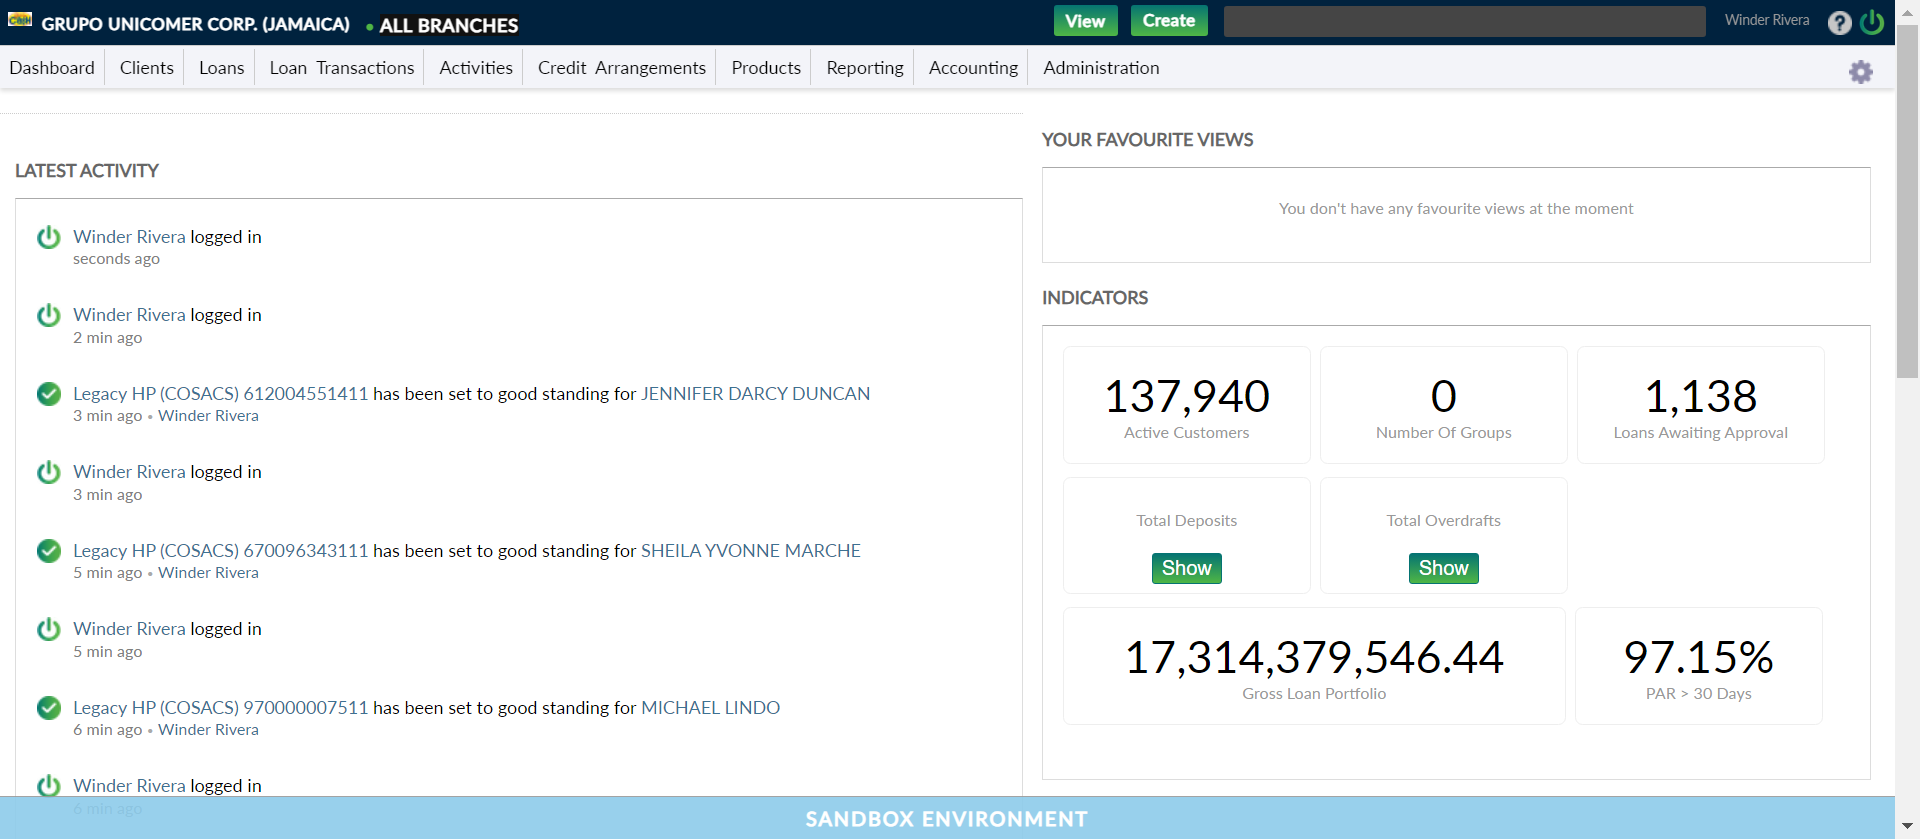 GRUPO UNICOMER CORP. (JAMAICA) • ALL BRANCHES View Create Winder Rivera ?
Dashboard Clients Loans Loan Transactions Activities Credit Arrangements Products Reporting Accounting Administration
LATEST ACTIVITY
Winder Rivera logged in
seconds ago
Winder Rivera logged in
2 min ago
Legacy HP (COSACS) 612004551411 has been set to good standing for JENNIFER DARCY DUNCAN
3 min ago • Winder Rivera
Winder Rivera logged in
3 min ago
Legacy HP (COSACS) 670096343111 has been set to good standing for SHEILA YVONNE MARCHE
5 min ago • Winder Rivera
Winder Rivera logged in
5 min ago
Legacy HP (COSACS) 970000007511 has been set to good standing for MICHAEL LINDO
6 min ago • Winder Rivera
Winder Rivera logged in
6 min ago
YOUR FAVOURITE VIEWS
You don't have any favourite views at the moment
INDICATORS
137,940
Active Customers
0
Number Of Groups
1,138
Loans Awaiting Approval
Total Deposits
Show
Total Overdrafts
Show
17,314,379,546.44
Gross Loan Portfolio
97.15%
PAR > 30 Days
SANDBOX ENVIRONMENT